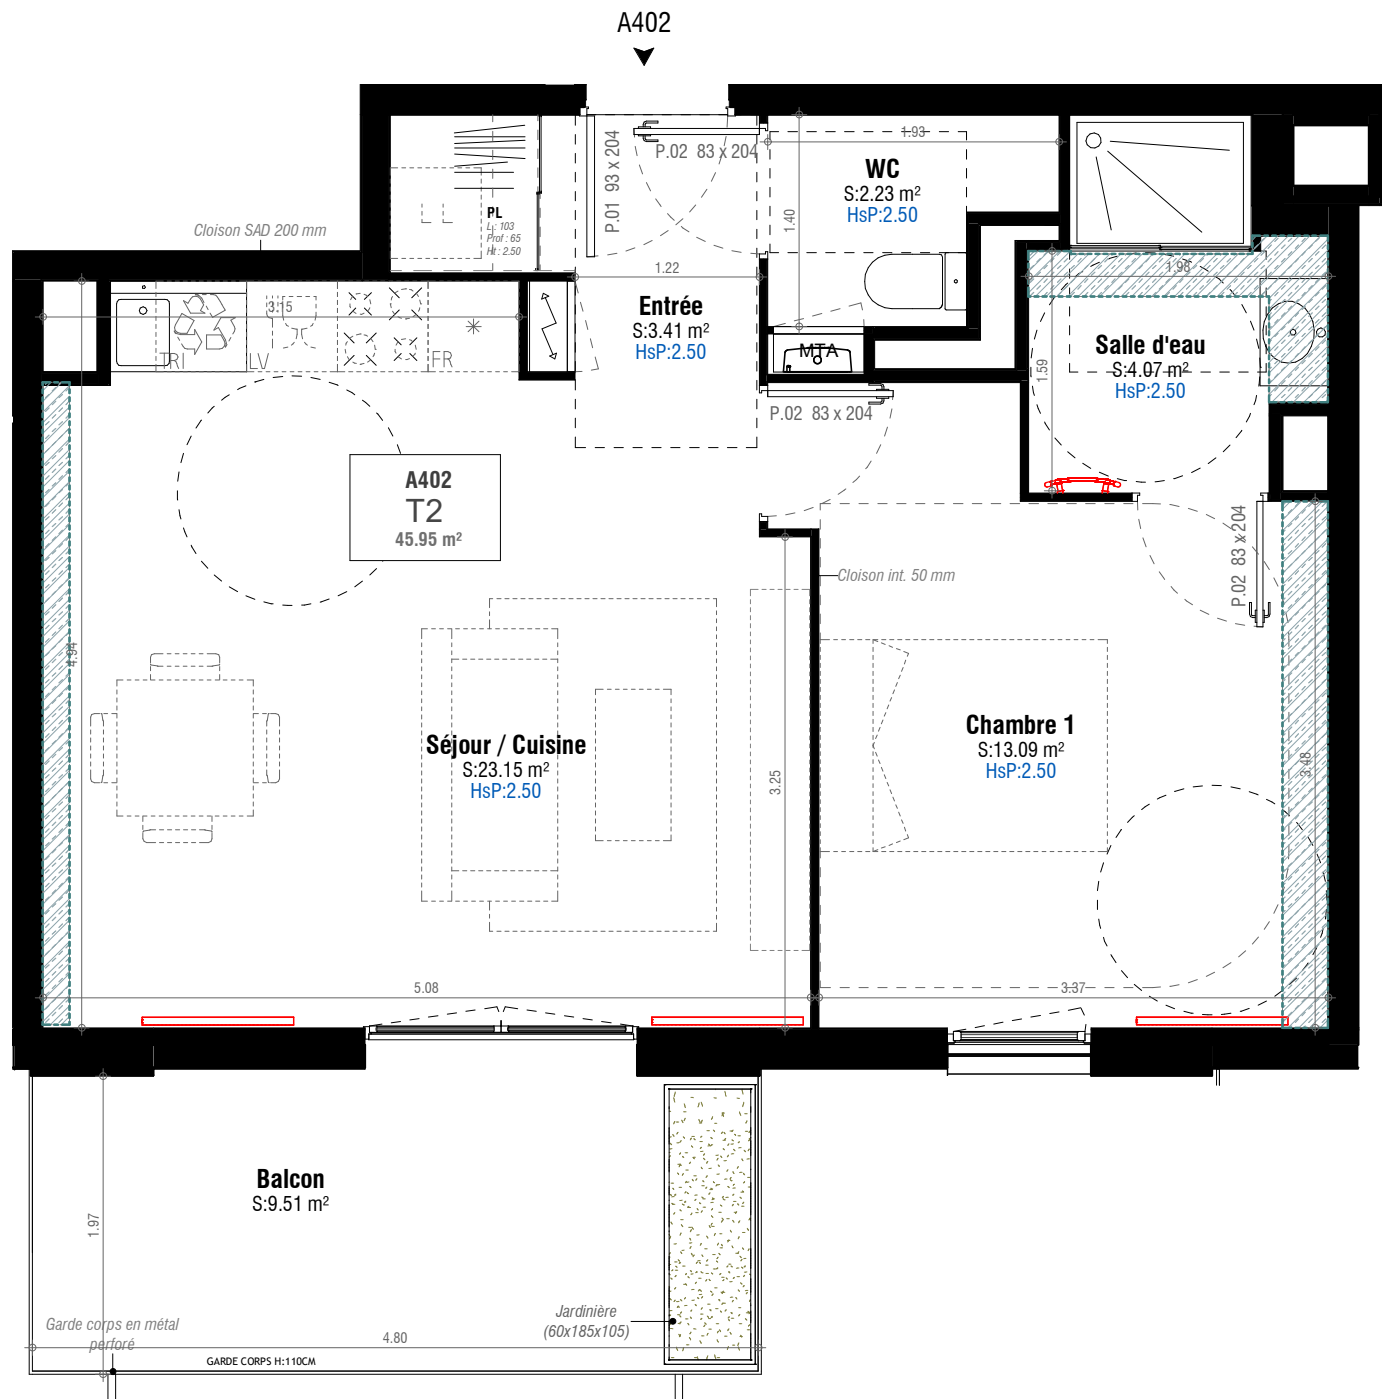 A402
P.01 93 x 204
P.02 83 x 204
1.93
WC
S:2.23 m²
HsP:2.50
1.40
PL
L : 103
Prof : 65
Ht : 2.50
LL
Cloison SAD 200 mm
1.22
Entrée
S:3.41 m²
HsP:2.50
3.15
TRI
LV
FR
MTA
1.98
Salle d'eau
S:4.07 m²
HsP:2.50
1.59
P.02 83 x 204
A402
T2
45.95 m²
P.02 83 x 204
Cloison int. 50 mm
4.94
Séjour / Cuisine
S:23.15 m²
HsP:2.50
3.25
Chambre 1
S:13.09 m²
HsP:2.50
3.48
5.08
3.37
Balcon
S:9.51 m²
1.97
Jardinière
(60x185x105)
Garde corps en métal
perforé
4.80
GARDE CORPS H:110CM